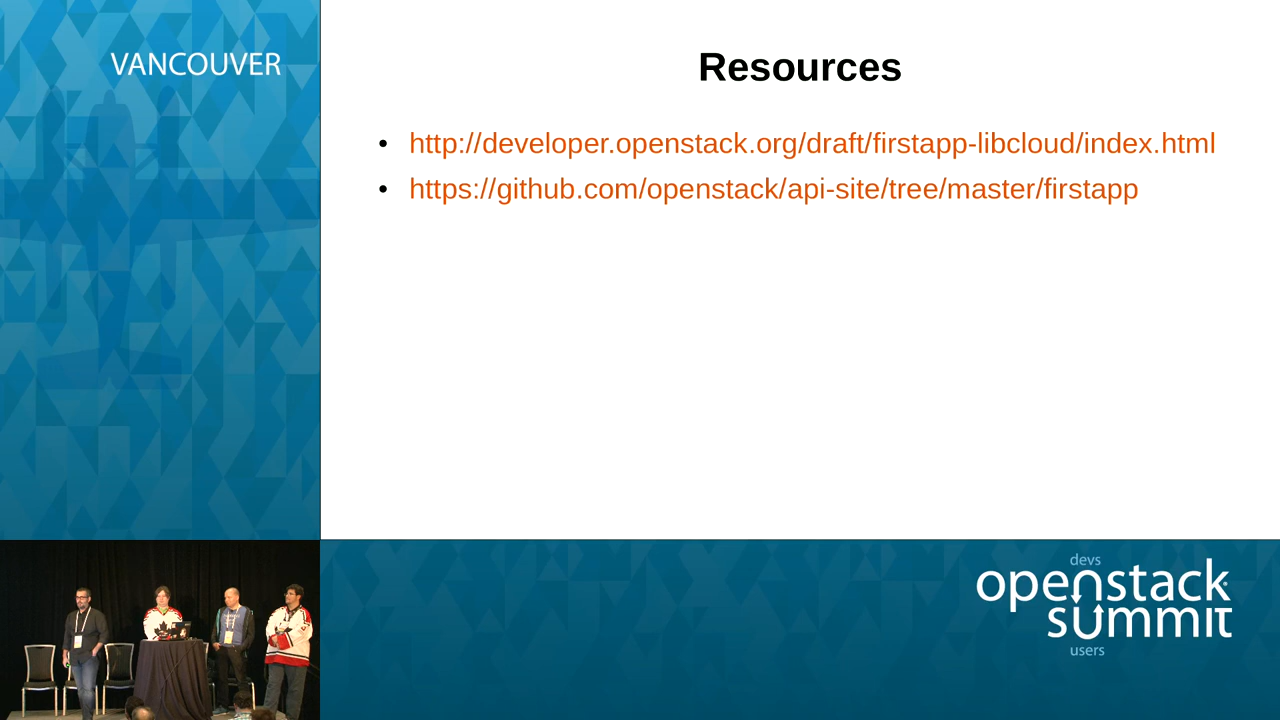 VANCOUVER
Resources
• http://developer.openstack.org/draft/firstapp-libcloud/index.html
• https://github.com/openstack/api-site/tree/master/firstapp
devs
openstack
summit
users